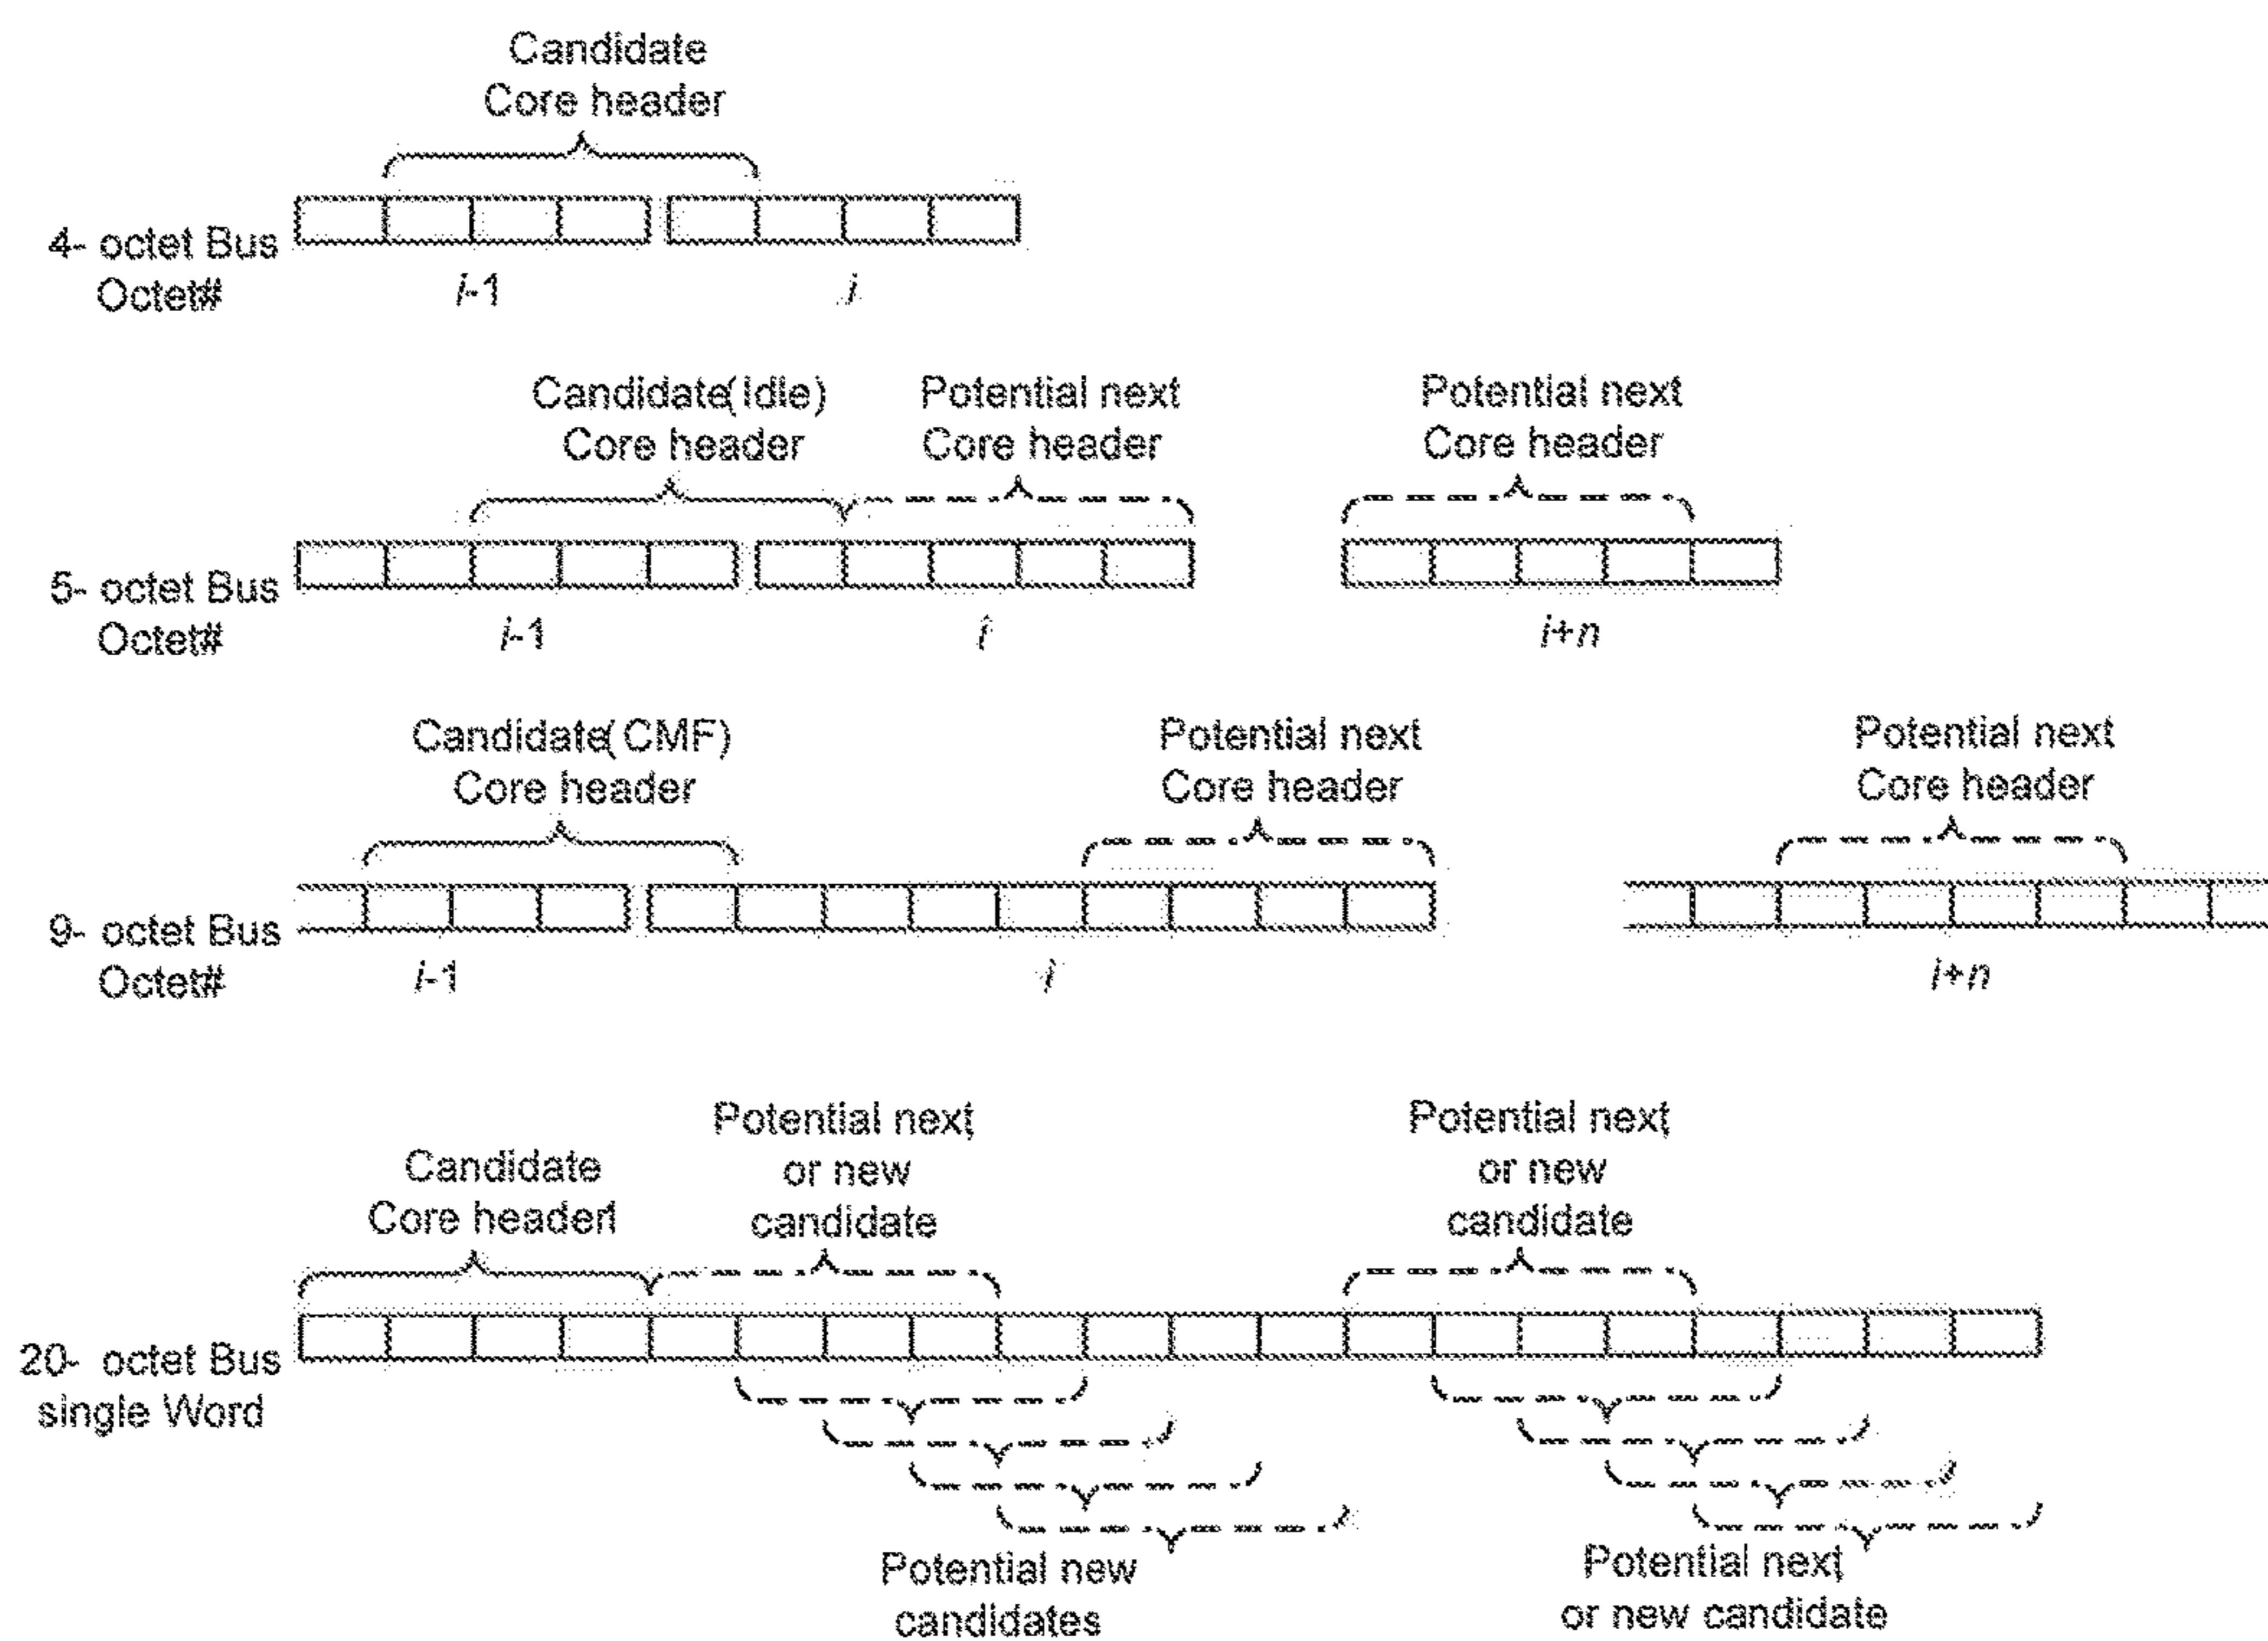 Candidate
Core header
4- octet Bus
Octet#
i-1
i
Candidate(Idle)
Core header
Potential next
Core header
Potential next
Core header
5- octet Bus
Octet#
i-1
i
i+n
Candidate(CMF)
Core header
Potential next
Core header
Potential next
Core header
9- octet Bus
Octet#
i-1
i
i+n
Candidate
Core header1
Potential next,
or new
candidate
Potential next,
or new
candidate
20- octet Bus
single Word
Potential new
candidates
Potential next,
or new candidate